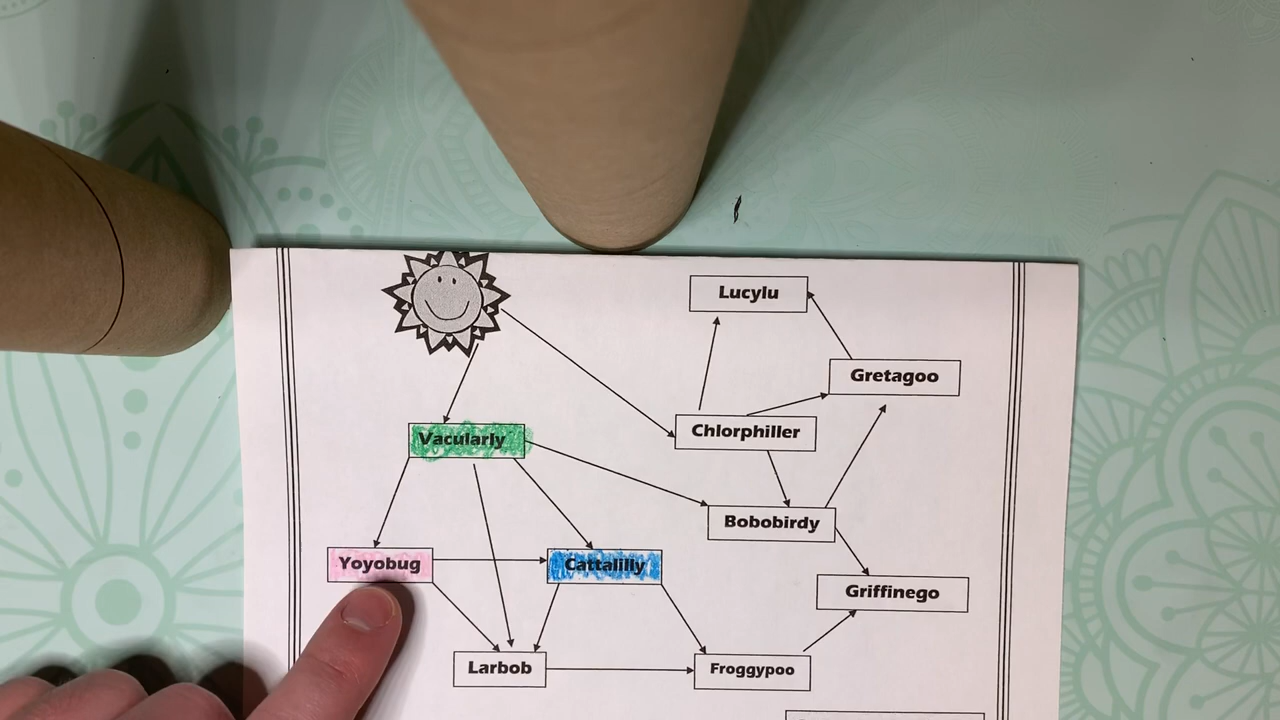 Lucylu
Gretagoo
Vacularly
Chlorphiller
Bobobirdy
Yoyobug
Cattalilly
Griffinego
Larbob
Froggypoo